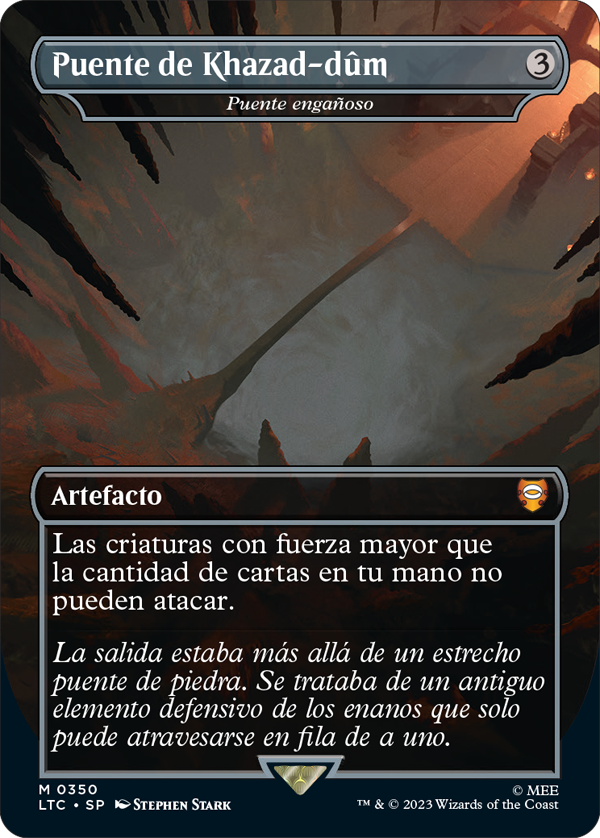 Puente de Khazad-dûm 3
Puente engañoso
Artefacto
Las criaturas con fuerza mayor que
la cantidad de cartas en tu mano no
pueden atacar.
La salida estaba más allá de un estrecho
puente de piedra. Se trataba de un antiguo
elemento defensivo de los enanos que solo
puede atravesarse en fila de a uno.
M 0350
LTC • SP Stephen Stark
© MEE
™ & © 2023 Wizards of the Coast